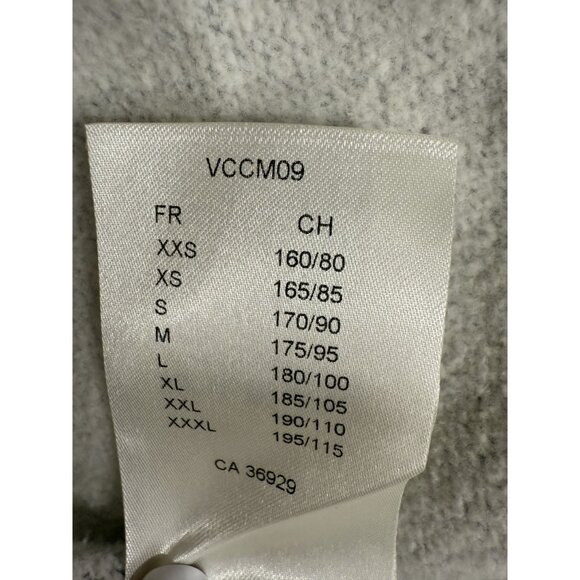 VCCM09
FR CH
XXS 160/80
XS 165/85
S 170/90
M 175/95
L 180/100
XL 185/105
XXL 190/110
XXXL 195/115
CA 36929